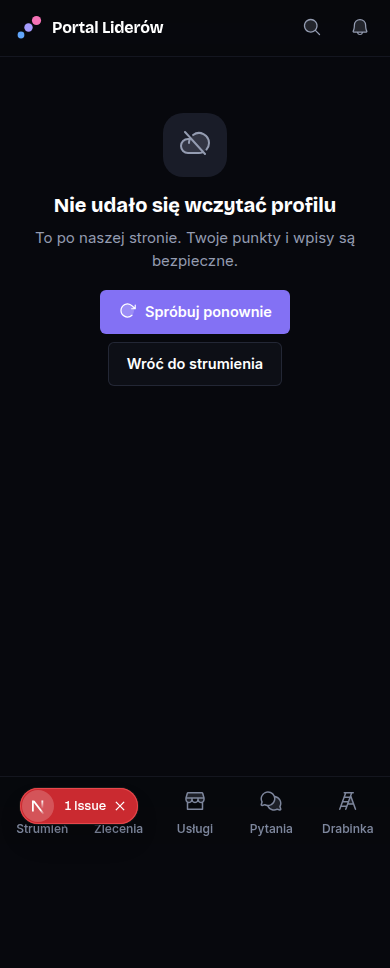 Portal Liderów
Nie udało się wczytać profilu
To po naszej stronie. Twoje punkty i wpisy są
bezpieczne.
Spróbuj ponownie
Wróć do strumienia
N 1 Issue
Strumień Zlecenia Usługi Pytania Drabinka